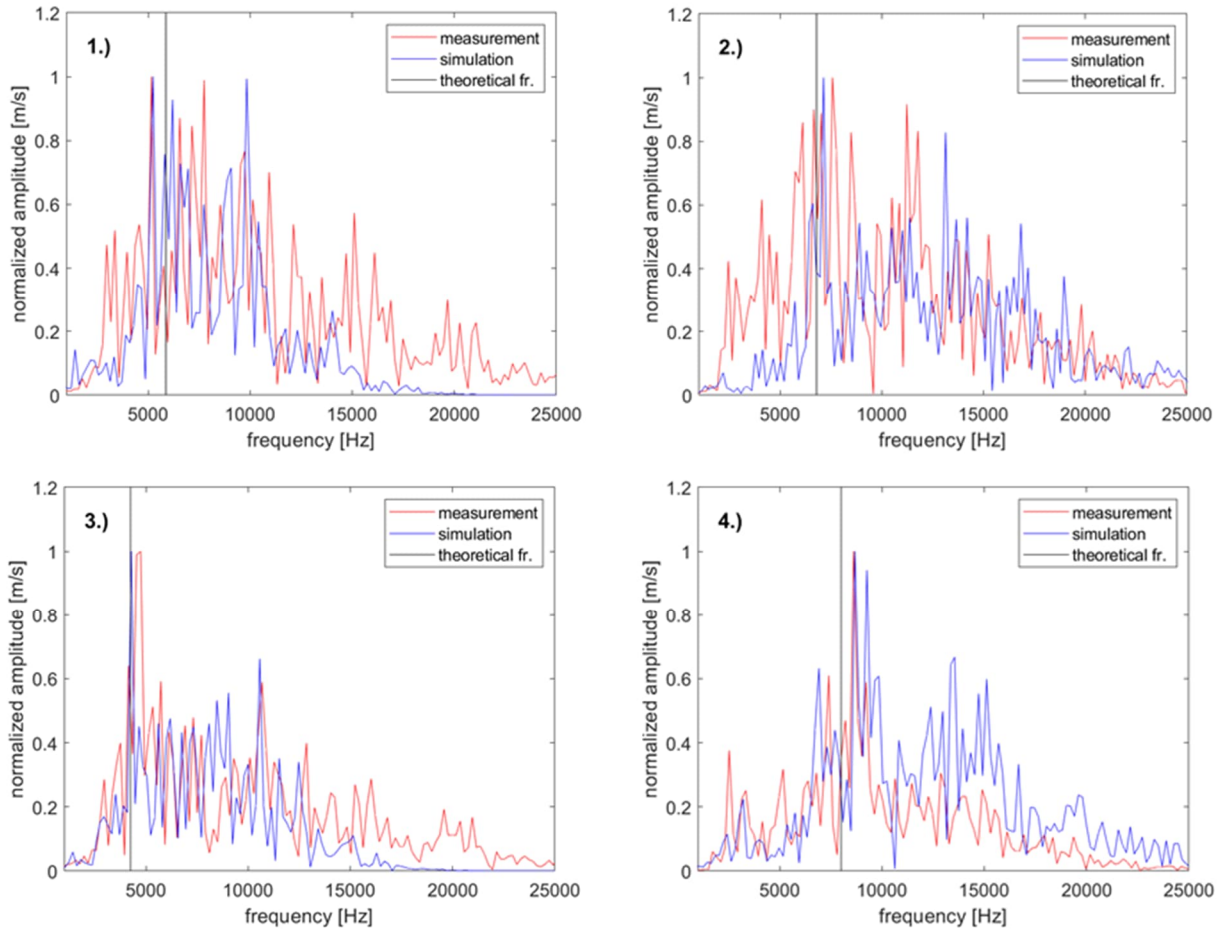 1.)
measurement
simulation
theoretical fr.
1.2
1
0.8
0.6
0.4
0.2
0
normalized amplitude [m/s]
5000 10000 15000 20000 25000
frequency [Hz]
2.)
measurement
simulation
theoretical fr.
1.2
1
0.8
0.6
0.4
0.2
0
normalized amplitude [m/s]
5000 10000 15000 20000 25000
frequency [Hz]
3.)
measurement
simulation
theoretical fr.
1.2
1
0.8
0.6
0.4
0.2
0
normalized amplitude [m/s]
5000 10000 15000 20000 25000
frequency [Hz]
4.)
measurement
simulation
theoretical fr.
1.2
1
0.8
0.6
0.4
0.2
0
normalized amplitude [m/s]
5000 10000 15000 20000 25000
frequency [Hz]